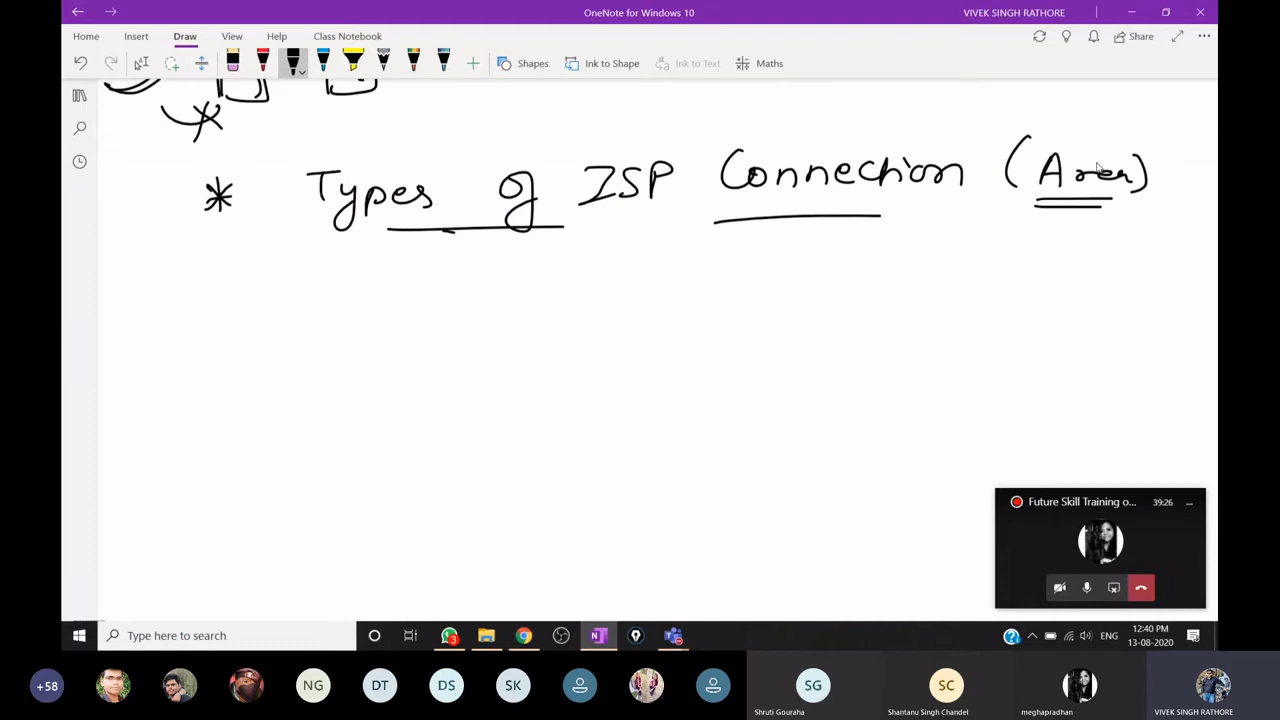 OneNote for Windows 10
VIVEK SINGH RATHORE
Home Insert Draw View Help Class Notebook
Share
Shapes Ink to Shape Ink to Text Maths
* Types of ISP Connection (Area)
Future Skill Training o... 39:26
Type here to search
3
ENG
12:40 PM
13-08-2020
+58 NG DT DS SK SG SC
Shruti Gouraha Shantanu Singh Chandel meghapradhan VIVEK SINGH RATHORE